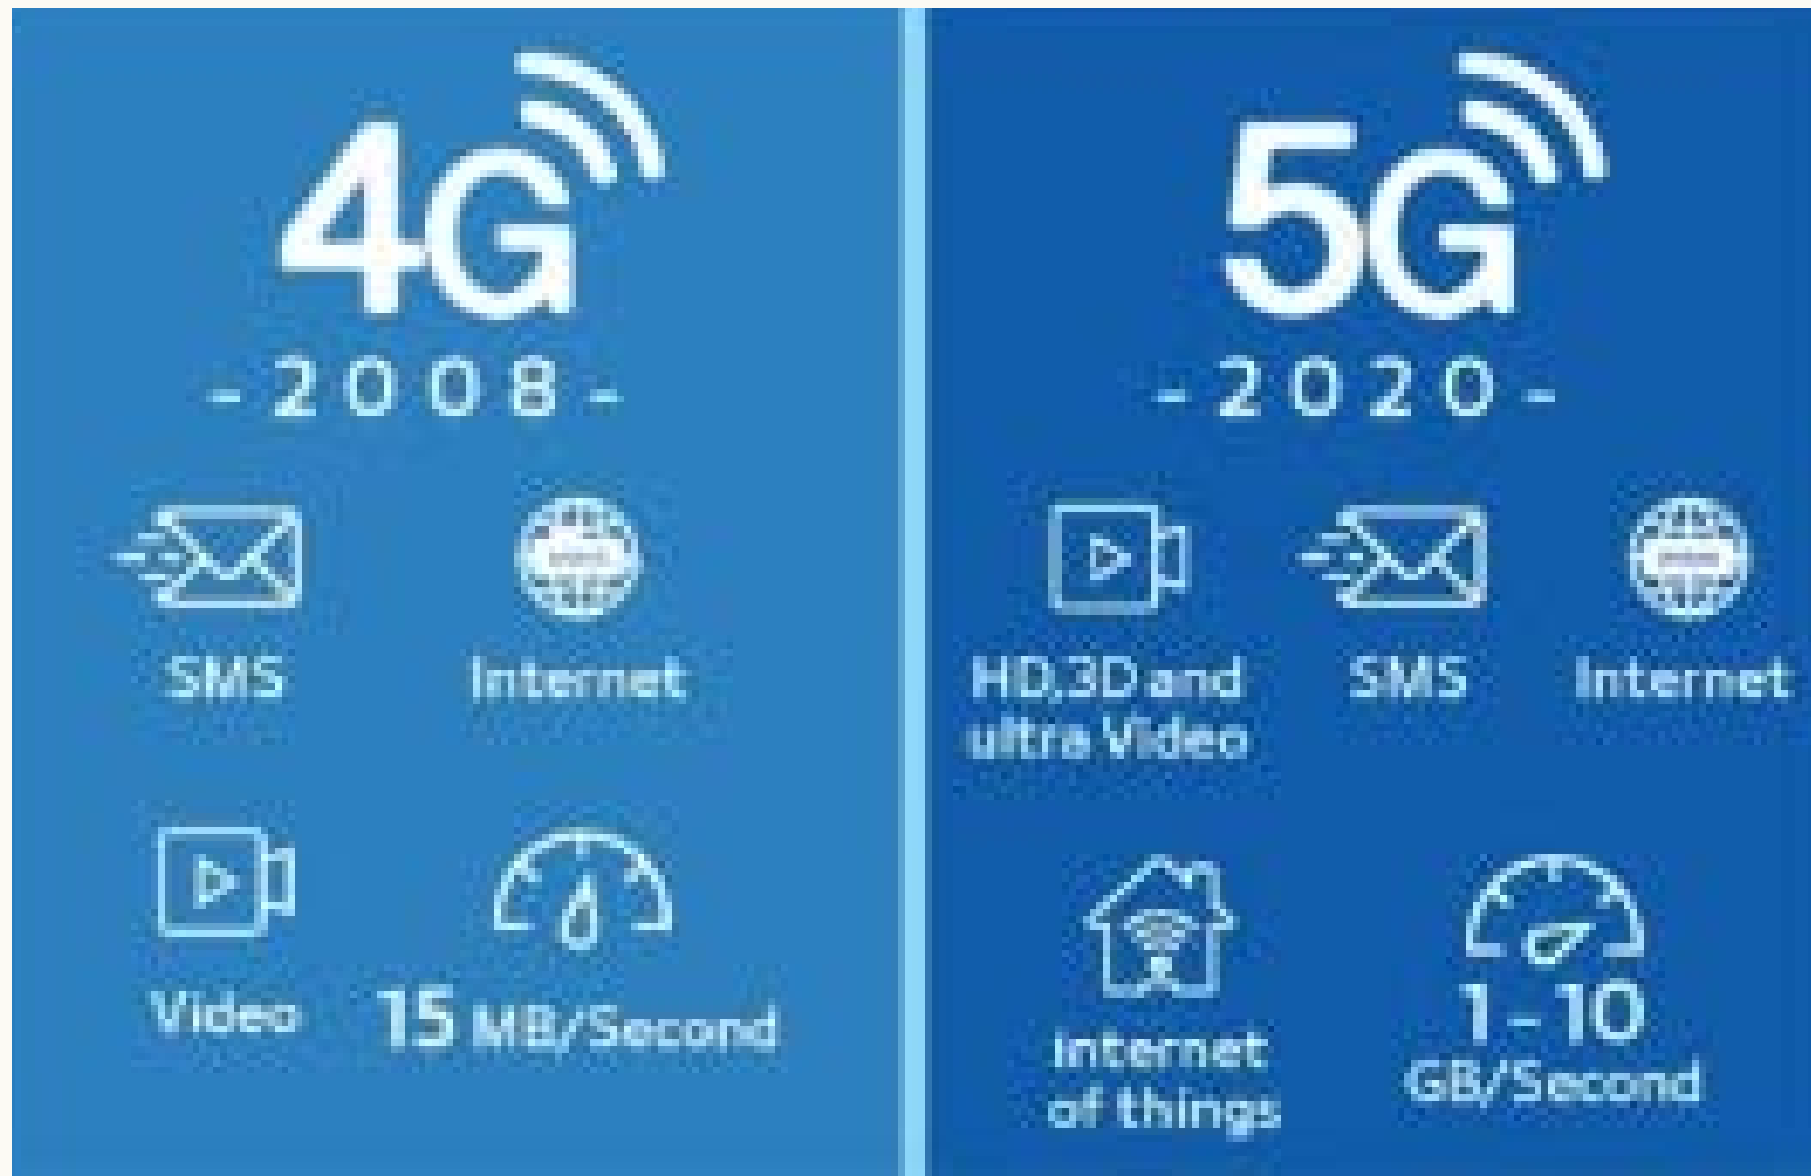 4G
-2008-
SMS
Internet
Video
15 MB/Second
5G
-2020-
HD,3D and
ultra Video
SMS
Internet
internet
of things
1-10
GB/Second